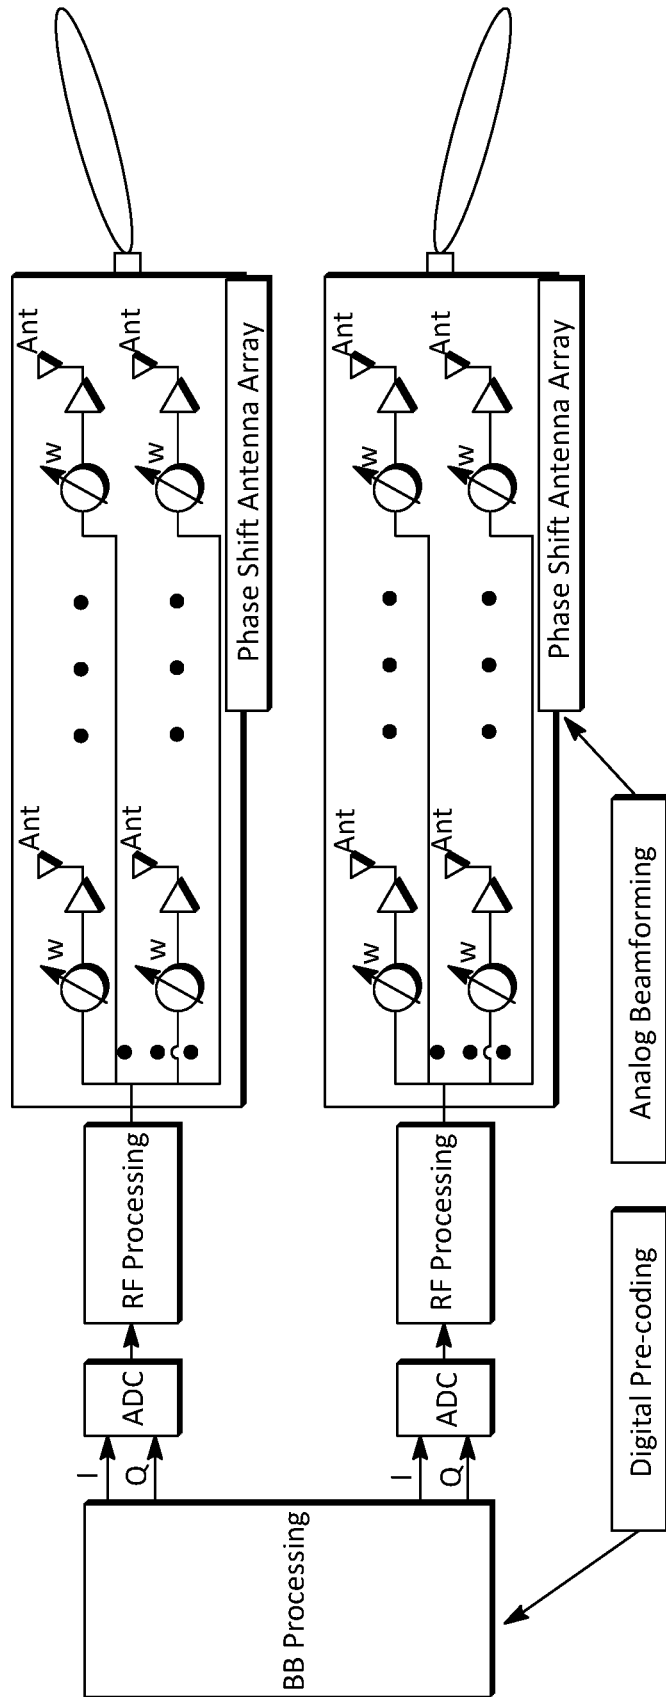 BB Processing
I
Q
ADC
RF Processing
w
Ant
w
Ant
w
Ant
w
Ant
Phase Shift Antenna Array
I
Q
ADC
RF Processing
w
Ant
w
Ant
w
Ant
w
Ant
Phase Shift Antenna Array
Digital Pre-coding
Analog Beamforming